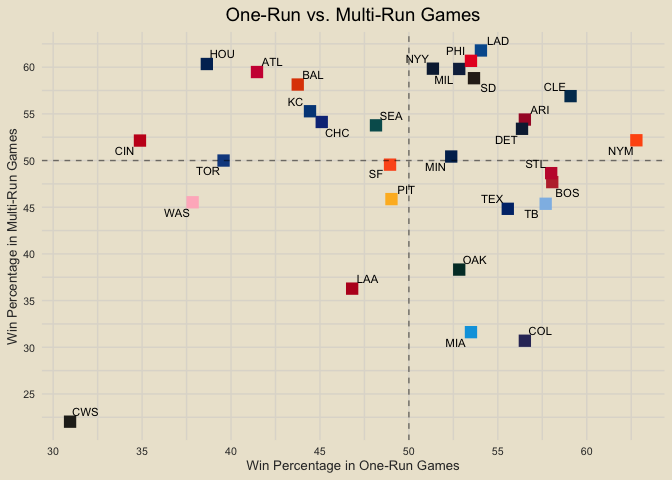 One-Run vs. Multi-Run Games
LAD
PHI
HOU
NYY
ATL
MIL
BAL
SD
CLE
KC
ARI
SEA
CHC
DET
CIN
NYM
STL
MIN
TOR
SF
PIT
BOS
TEX
WAS
TB
OAK
LAA
COL
MIA
CWS
60
55
50
45
40
35
30
25
Win Percentage in Multi-Run Games
30 35 40 45 50 55 60
Win Percentage in One-Run Games